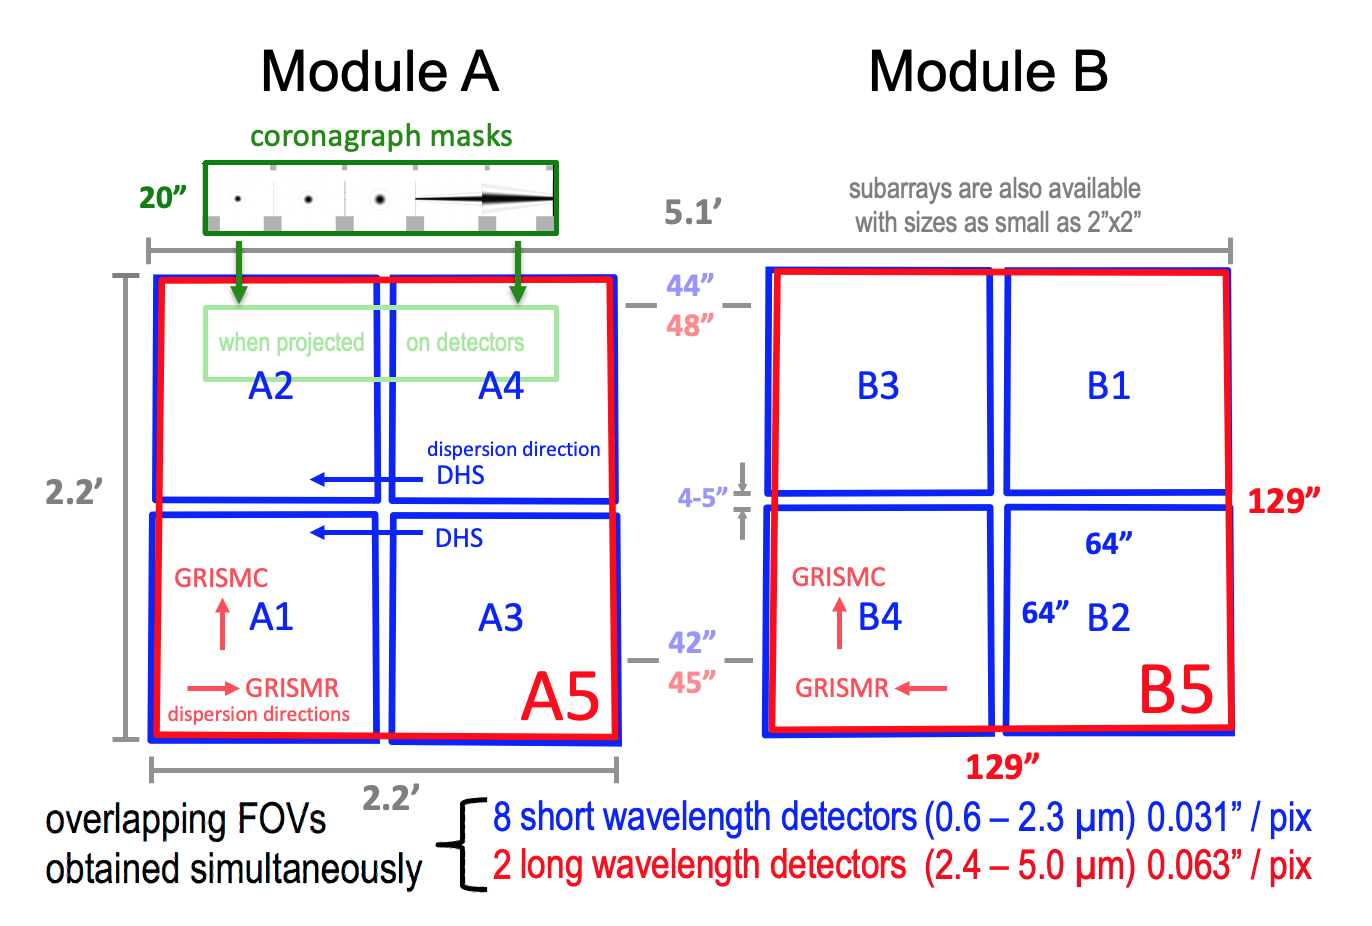 Module A
Module B
coronagraph masks
20”
5.1’
subarrays are also available
with sizes as small as 2”x2”
44”
48”
when projected on detectors
A2
A4
B3
B1
dispersion direction
DHS
2.2’
4-5”
129”
DHS
64”
GRISMC
A1
A3
GRISMC
B4
64”
B2
42”
45”
GRISMR
dispersion directions
A5
GRISMR
B5
129”
2.2’
overlapping FOVs
obtained simultaneously
8 short wavelength detectors (0.6 – 2.3 µm) 0.031” / pix
2 long wavelength detectors (2.4 – 5.0 µm) 0.063” / pix